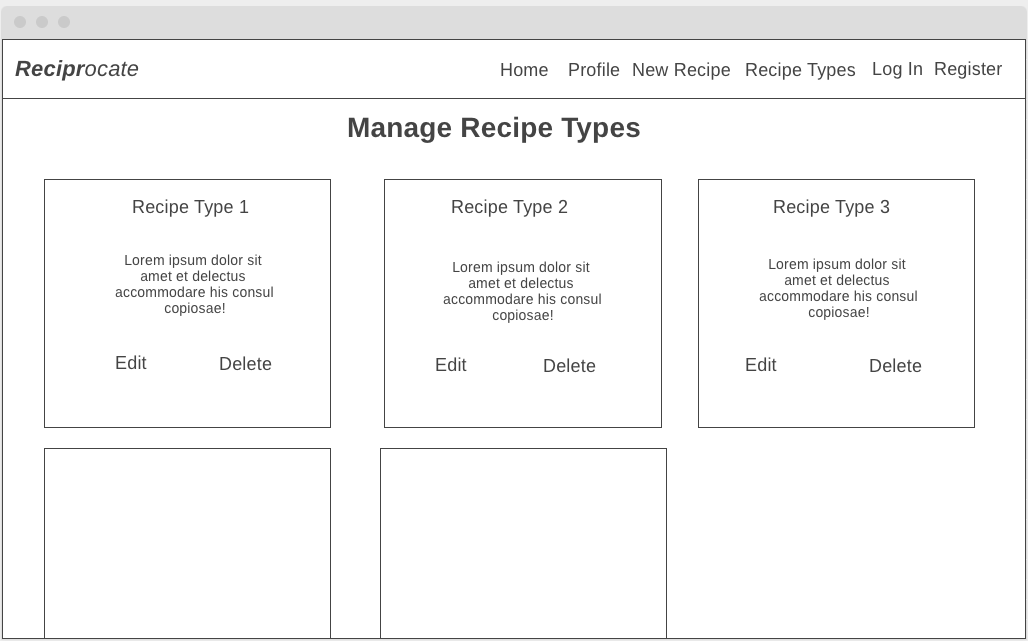 Reciprocate
Home Profile New Recipe Recipe Types Log In Register
Manage Recipe Types
Recipe Type 1
Lorem ipsum dolor sit
amet et delectus
accommodare his consul
copiosae!
Edit Delete
Recipe Type 2
Lorem ipsum dolor sit
amet et delectus
accommodare his consul
copiosae!
Edit Delete
Recipe Type 3
Lorem ipsum dolor sit
amet et delectus
accommodare his consul
copiosae!
Edit Delete